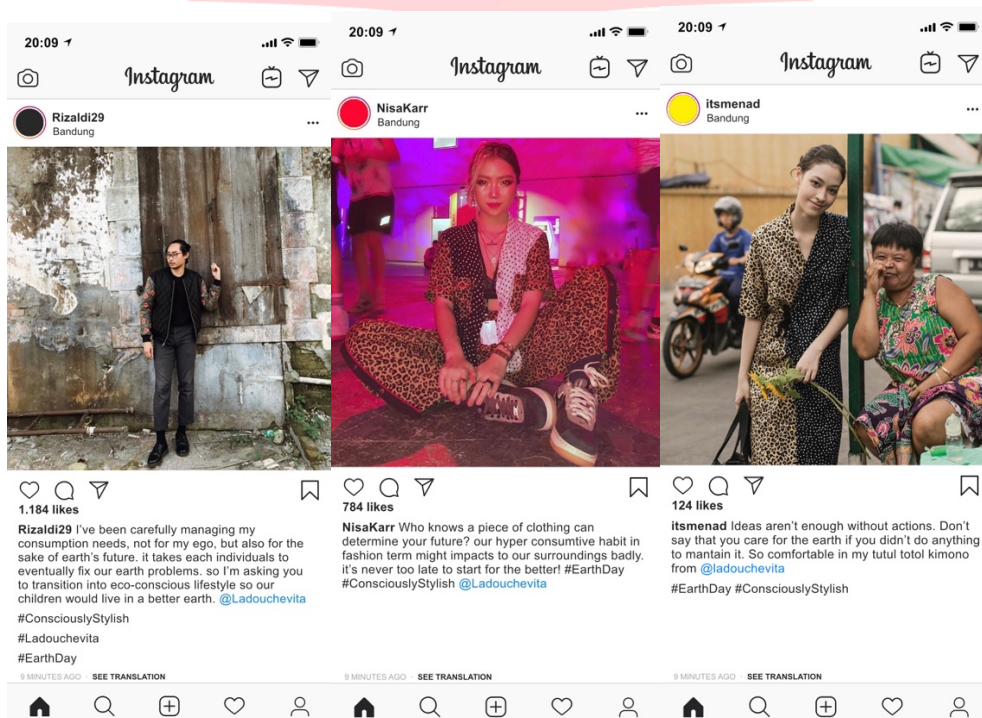 20:09
Instagram
Rizaldi29
Bandung
1.184 likes
Rizaldi29 I've been carefully managing my
consumption needs, not for my ego, but also for the
sake of earth's future. it takes each individuals to
eventually fix our earth problems. so I'm asking you
to transition into eco-conscious lifestyle so our
children would live in a better earth. @Ladouchevita
#ConsciouslyStylish
#Ladouchevita
#EarthDay
9 MINUTES AGO · SEE TRANSLATION
20:09
Instagram
NisaKarr
Bandung
784 likes
NisaKarr Who knows a piece of clothing can
determine your future? our hyper consumtive habit in
fashion term might impacts to our surroundings badly.
it's never too late to start for the better! #EarthDay
#ConsciouslyStylish @Ladouchevita
9 MINUTES AGO · SEE TRANSLATION
20:09
Instagram
itsmenad
Bandung
124 likes
itsmenad Ideas aren't enough without actions. Don't
say that you care for the earth if you didn't do anything
to mantain it. So comfortable in my tutul totol kimono
from @ladouchevita
#EarthDay #ConsciouslyStylish
9 MINUTES AGO · SEE TRANSLATION